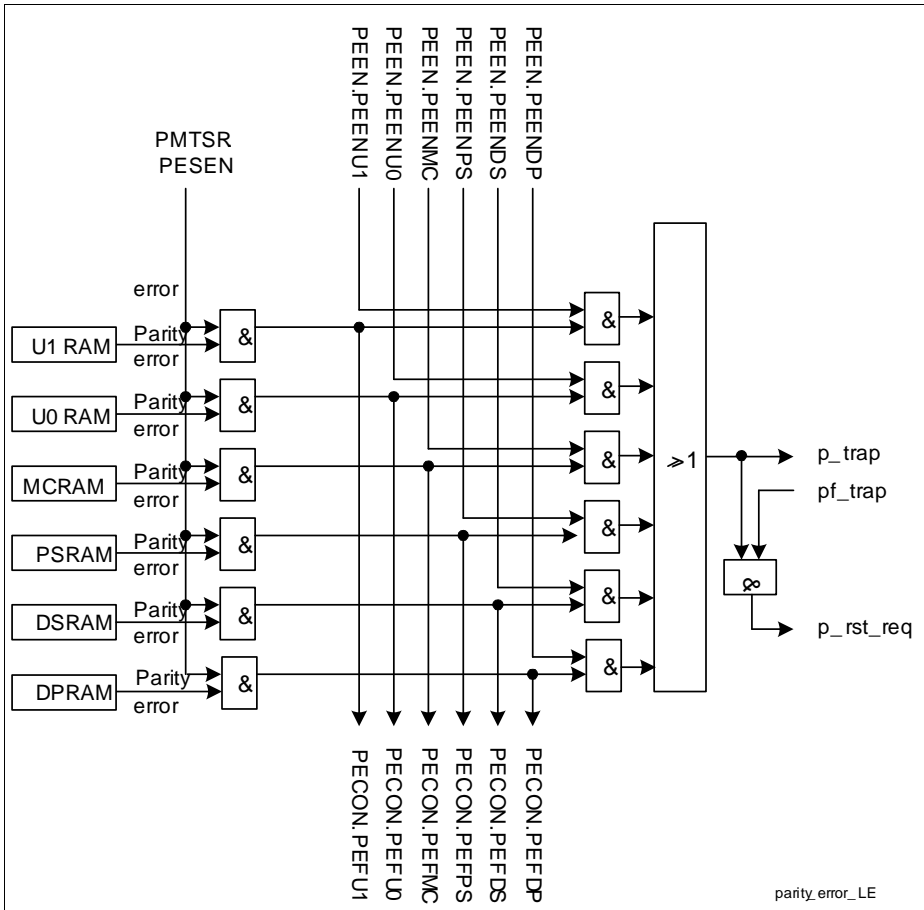 PEEN.PEENU1
PEEN.PEENU0
PEEN.PEENMC
PEEN.PEENPS
PEEN.PEENDS
PEEN.PEENDP
PMTSR
PESEN
error
U1 RAM
Parity
error
&
&
U0 RAM
Parity
error
&
&
MCRAM
Parity
error
&
&
PSRAM
Parity
error
&
&
DSRAM
Parity
error
&
&
DPRAM
Parity
error
&
&
≥1
p_trap
pf_trap
&
p_rst_req
PECON.PEFU1
PECON.PEFU0
PECON.PEFMC
PECON.PEFPS
PECON.PEFDS
PECON.PEFDP
parity_error_LE